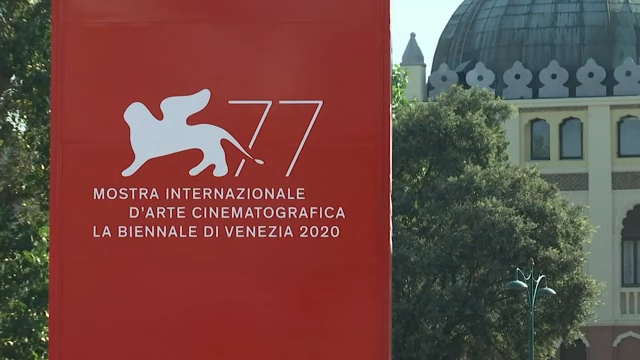 77
MOSTRA INTERNAZIONALE
D'ARTE CINEMATOGRAFICA
LA BIENNALE DI VENEZIA 2020